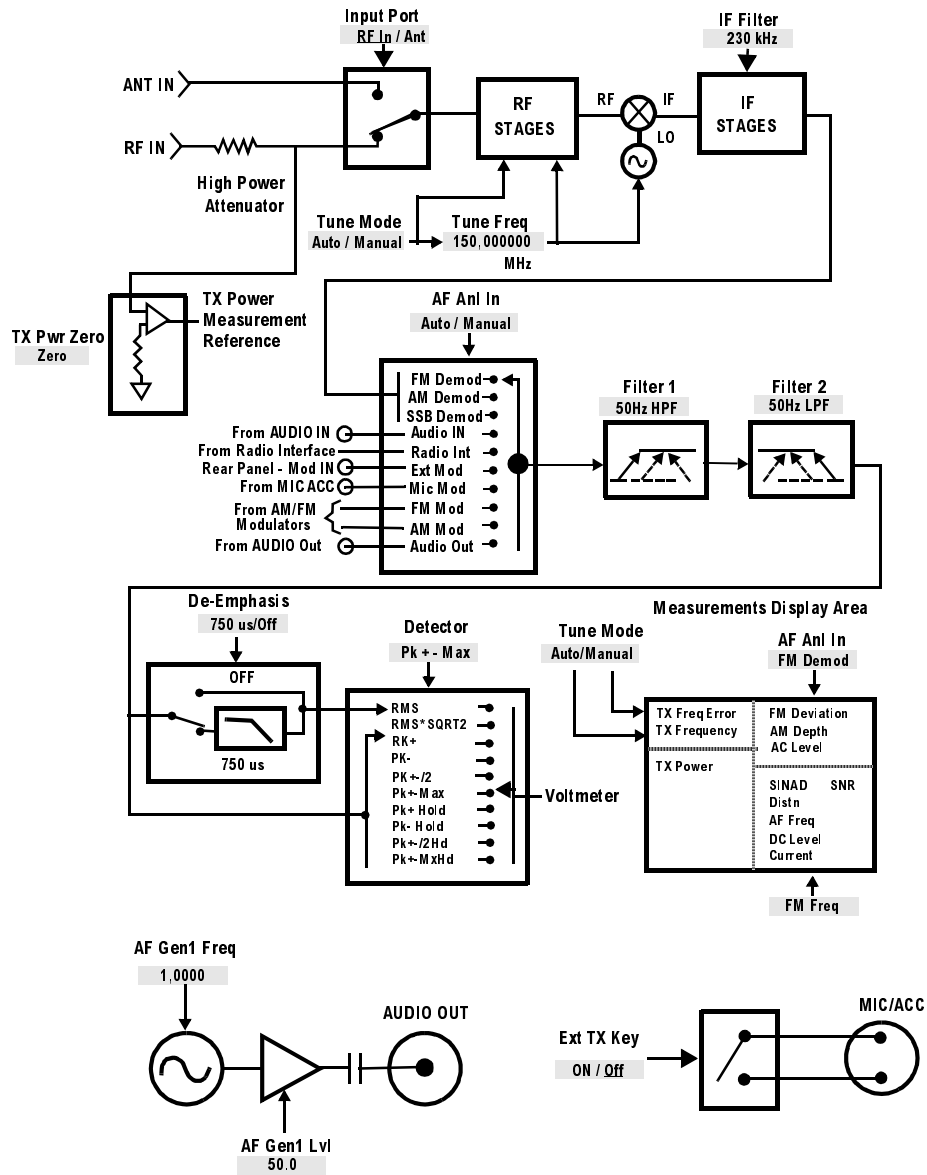 Input Port
RF In / Ant
IF Filter
230 kHz
ANT IN
RF IN
RF
STAGES
RF
IF
LO
IF
STAGES
High Power
Attenuator
Tune Mode
Auto / Manual
Tune Freq
150,000000
MHz
TX Pwr Zero
Zero
TX Power
Measurement
Reference
AF Anl In
Auto / Manual
FM Demod
AM Demod
SSB Demod
From AUDIO IN
Audio IN
From Radio Interface
Radio Int
Rear Panel - Mod IN
Ext Mod
From MIC ACC
Mic Mod
From AM/FM
Modulators
FM Mod
AM Mod
From AUDIO Out
Audio Out
Filter 1
50Hz HPF
Filter 2
50Hz LPF
De-Emphasis
750 us/Off
OFF
750 us
Detector
Pk + - Max
RMS
RMS*SQRT2
RK+
PK-
PK+-/2
Pk+-Max
Pk+ Hold
Pk- Hold
Pk+-/2Hd
Pk+-MxHd
Voltmeter
Measurements Display Area
Tune Mode
Auto/Manual
AF Anl In
FM Demod
TX Freq Error
TX Frequency
TX Power
FM Deviation
AM Depth
AC Level
SINAD SNR
Distn
AF Freq
DC Level
Current
FM Freq
AF Gen1 Freq
1,0000
AUDIO OUT
AF Gen1 Lvl
50.0
Ext TX Key
ON / Off
MIC/ACC